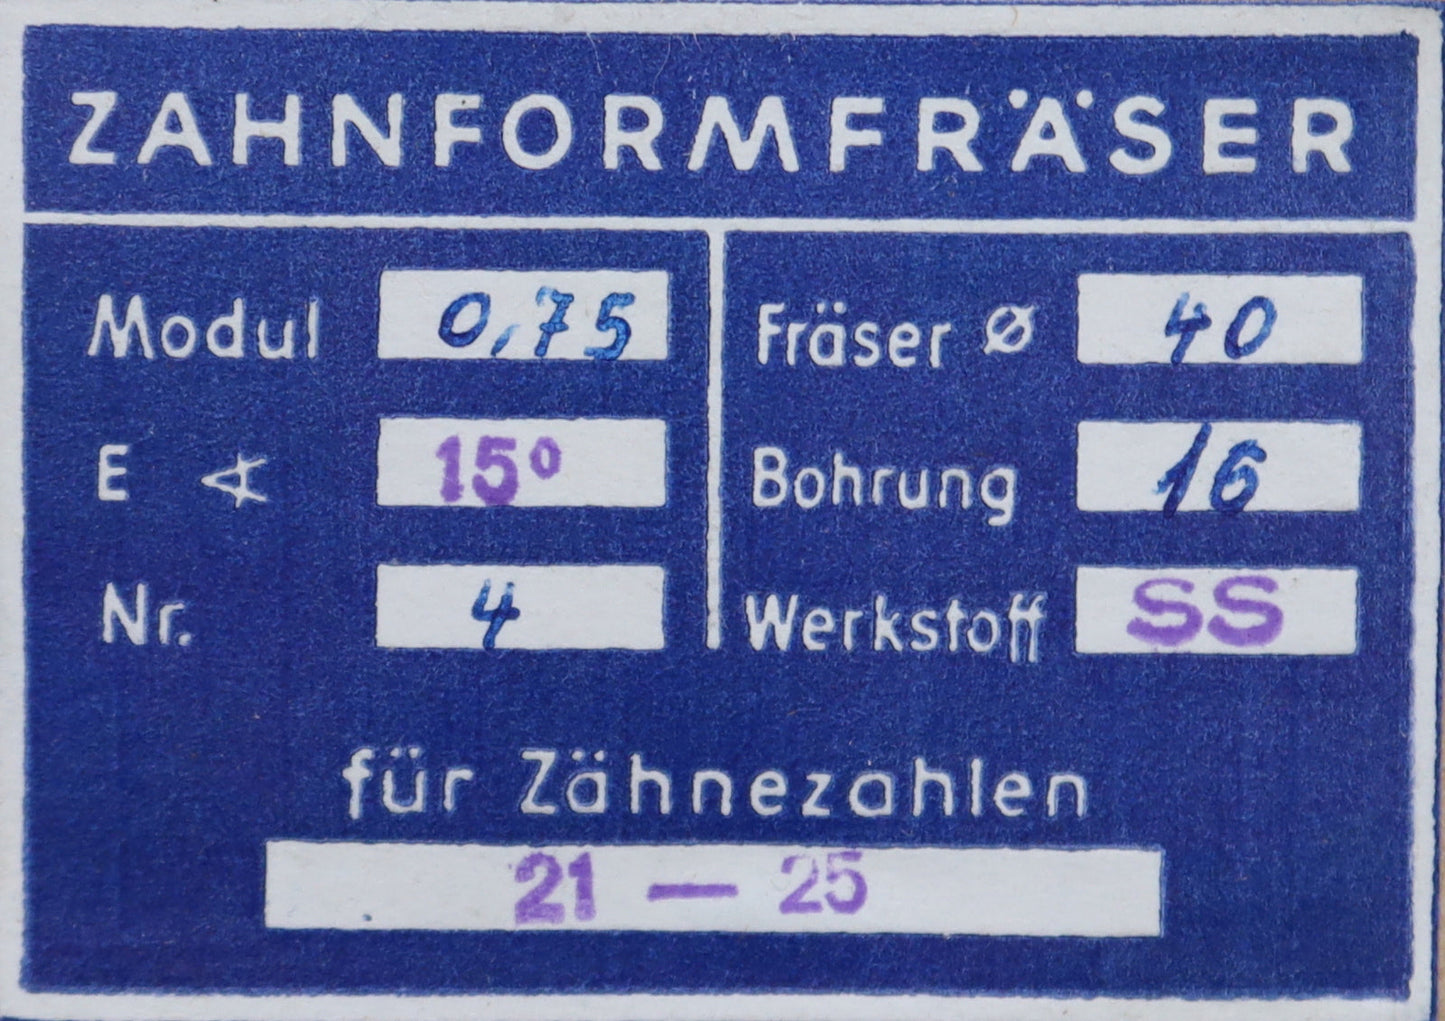 ZAHNFORMFRÄSER
Modul 0,75
E ∢ 15°
Nr. 4
Fräser ⌀ 40
Bohrung 16
Werkstoff SS
für Zähnezahlen
21 — 25